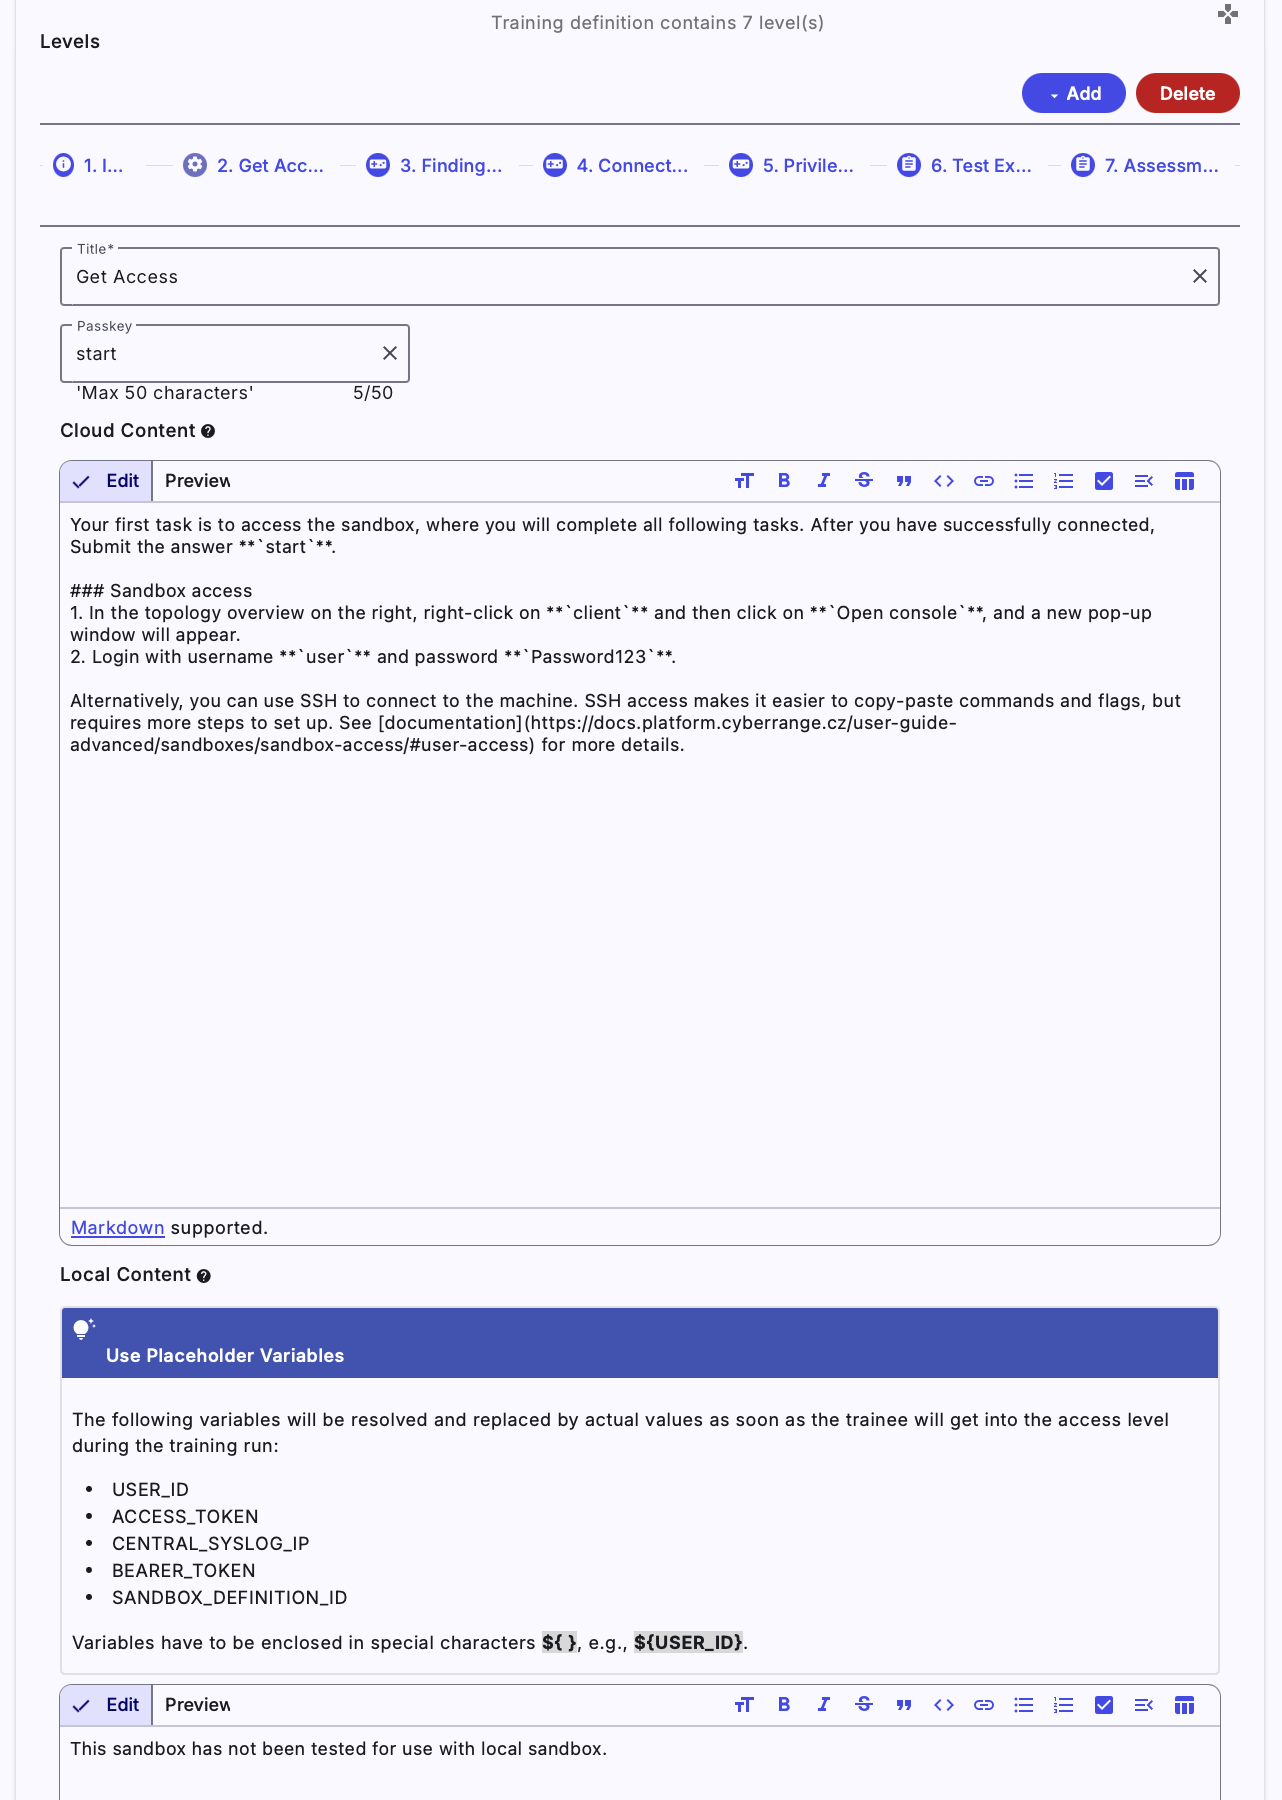 Training definition contains 7 level(s)
Levels
Add
Delete
1. I...
2. Get Acc...
3. Finding...
4. Connect...
5. Privile...
6. Test Ex...
7. Assessm...
Title*
Get Access
Passkey
start
'Max 50 characters' 5/50
Cloud Content
Edit Preview
Your first task is to access the sandbox, where you will complete all following tasks. After you have successfully connected,
Submit the answer **`start`**.
### Sandbox access
1. In the topology overview on the right, right-click on **`client`** and then click on **`Open console`**, and a new pop-up
window will appear.
2. Login with username **`user`** and password **`Password123`**.
Alternatively, you can use SSH to connect to the machine. SSH access makes it easier to copy-paste commands and flags, but
requires more steps to set up. See [documentation](https://docs.platform.cyberrange.cz/user-guide-
advanced/sandboxes/sandbox-access/#user-access) for more details.
Markdown supported.
Local Content
Use Placeholder Variables
The following variables will be resolved and replaced by actual values as soon as the trainee will get into the access level
during the training run:
• USER_ID
• ACCESS_TOKEN
• CENTRAL_SYSLOG_IP
• BEARER_TOKEN
• SANDBOX_DEFINITION_ID
Variables have to be enclosed in special characters ${ }, e.g., ${USER_ID}.
Edit Preview
This sandbox has not been tested for use with local sandbox.